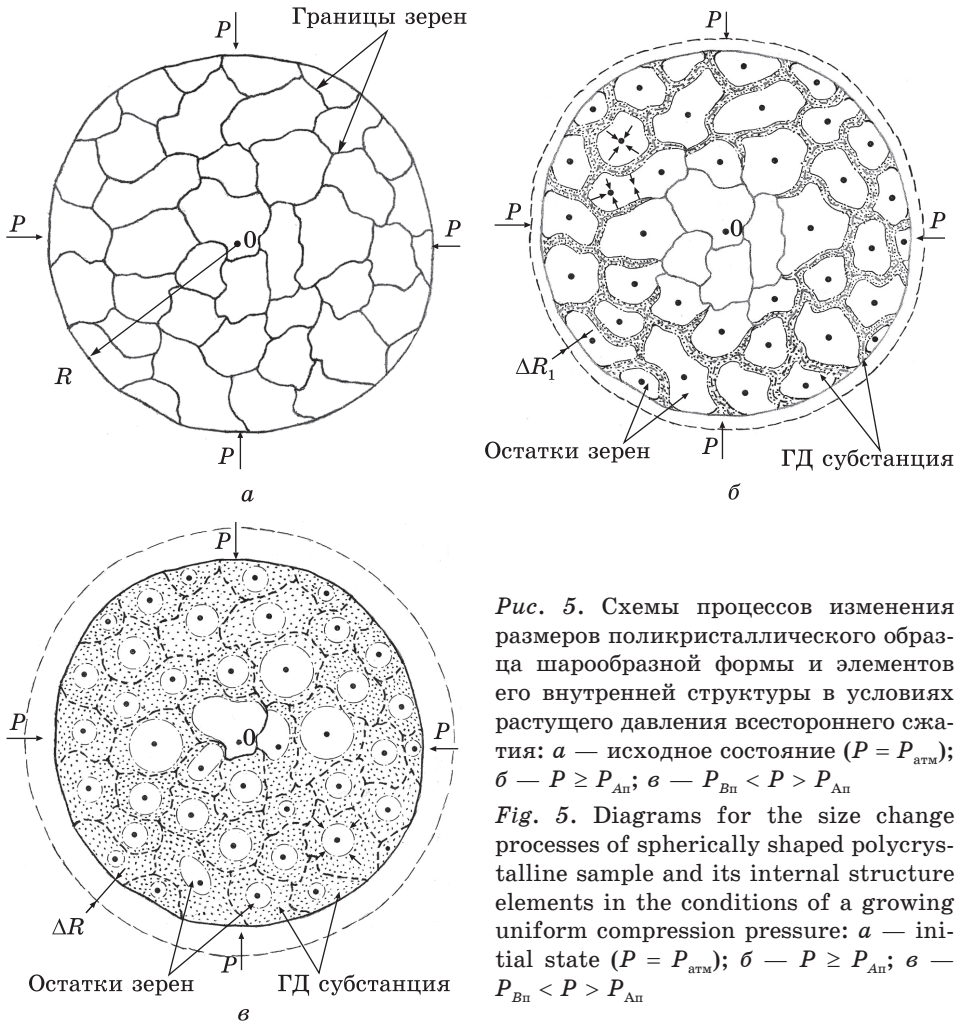 Границы зерен
P
P
P
0
R
P
а
P
P
P
0
ΔR₁
P
Остатки зерен
ГД субстанция
б
P
P
P
0
ΔR
P
Остатки зерен
ГД субстанция
в
Рис. 5. Схемы процессов изменения
размеров поликристаллического образ-
ца шарообразной формы и элементов
его внутренней структуры в условиях
растущего давления всестороннего сжа-
тия: а — исходное состояние (P = Pатм);
б — P ≥ PАп; в — PВп < P > PАп
Fig. 5. Diagrams for the size change
processes of spherically shaped polycrys-
talline sample and its internal structure
elements in the conditions of a growing
uniform compression pressure: а — ini-
tial state (P = Pатм); б — P ≥ PАп; в —
PВп < P > PАп